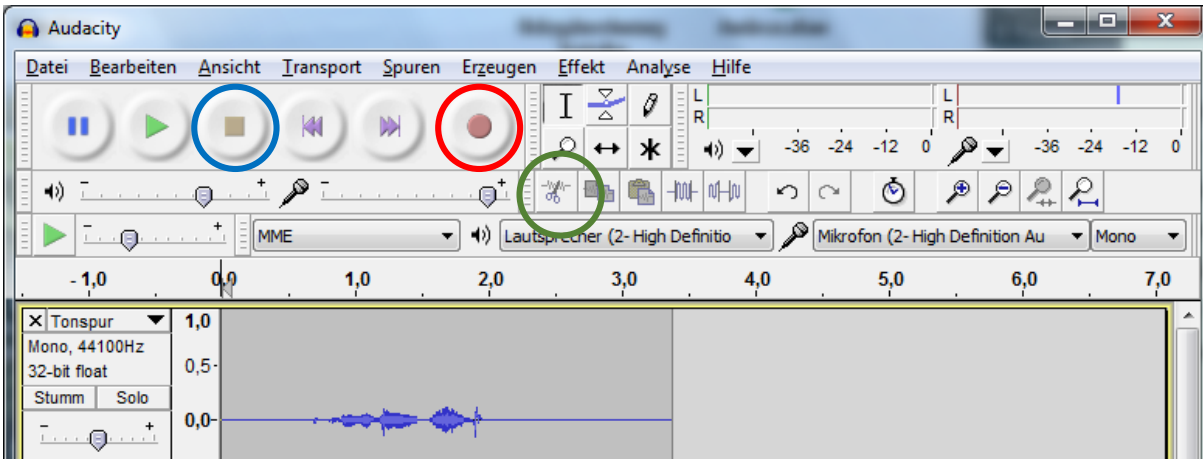 Audacity
Datei Bearbeiten Ansicht Transport Spuren Erzeugen Effekt Analyse Hilfe
L
R
-36 -24 -12 0
L
R
-36 -24 -12 0
- + - +
- + MME Lautsprecher (2- High Definitio Mikrofon (2- High Definition Au Mono
- 1,0 0,0 1,0 2,0 3,0 4,0 5,0 6,0 7,0
X Tonspur 1,0
Mono, 44100Hz
32-bit float 0,5-
Stumm Solo
- + 0,0-